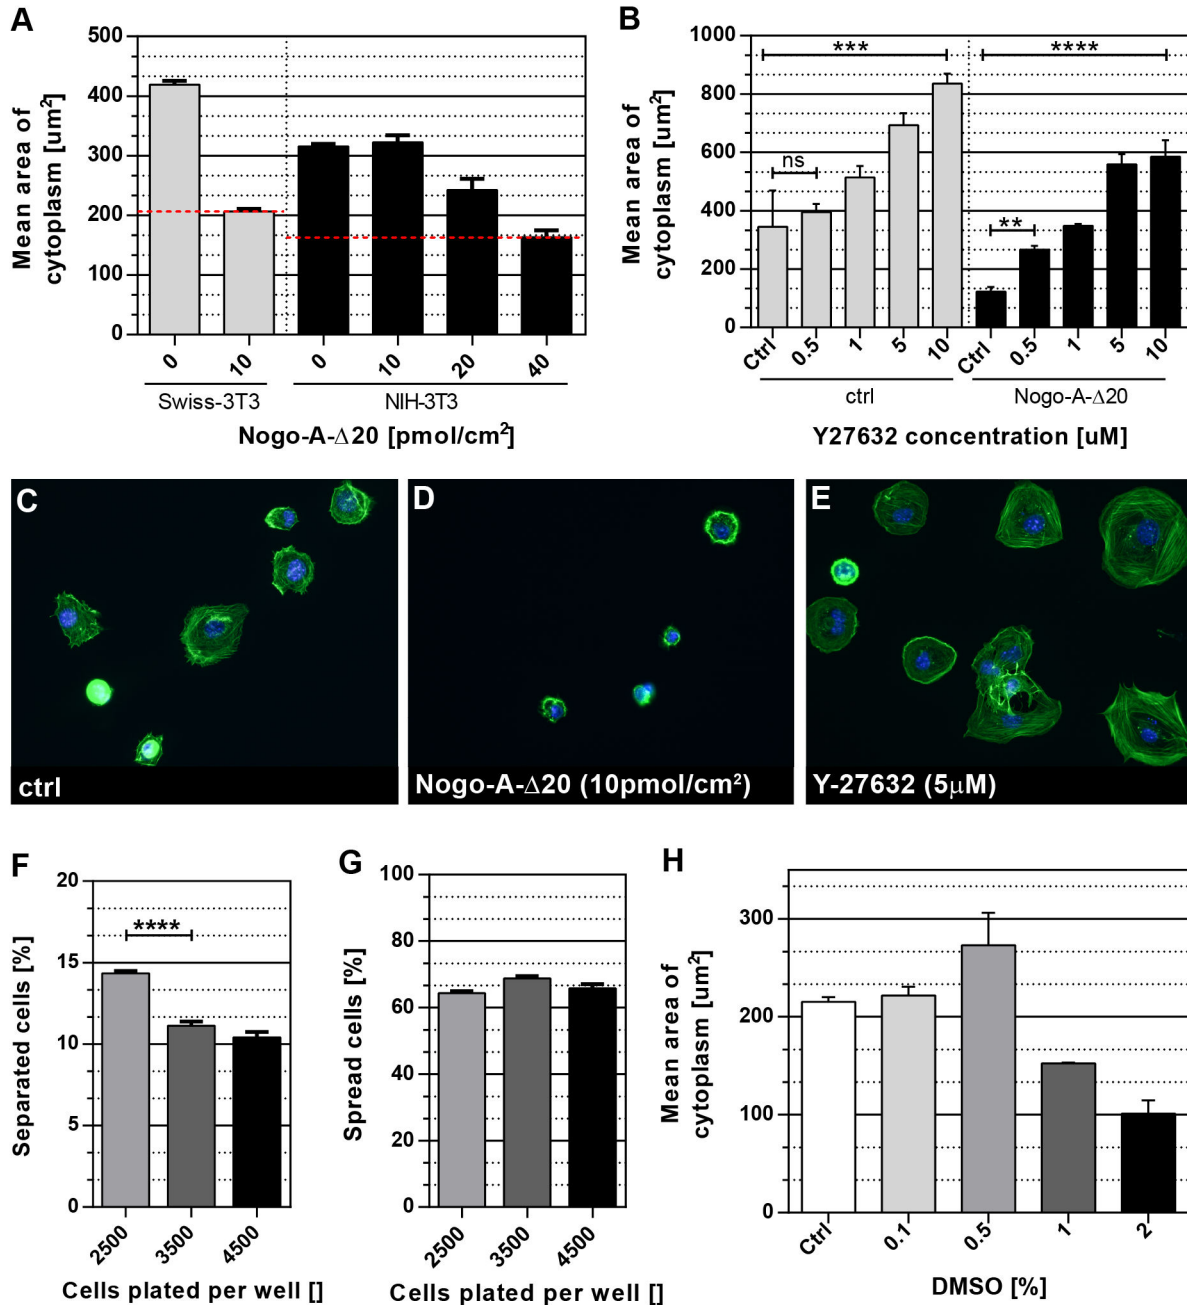 A
Mean area of
cytoplasm [um²]
500
400
300
200
100
0
0
10
0
10
20
40
Swiss-3T3
NIH-3T3
Nogo-A-Δ20 [pmol/cm²]
B
Mean area of
cytoplasm [um²]
1000
800
600
400
200
0
***
****
ns
**
Ctrl
0.5
1
5
10
Ctrl
0.5
1
5
10
ctrl
Nogo-A-Δ20
Y27632 concentration [uM]
C
ctrl
D
Nogo-A-Δ20 (10pmol/cm²)
E
Y-27632 (5μM)
F
Separated cells [%]
20
15
10
5
0
****
2500
3500
4500
Cells plated per well []
G
Spread cells [%]
100
80
60
40
20
0
2500
3500
4500
Cells plated per well []
H
Mean area of
cytoplasm [um²]
300
200
100
0
Ctrl
0.1
0.5
1
2
DMSO [%]